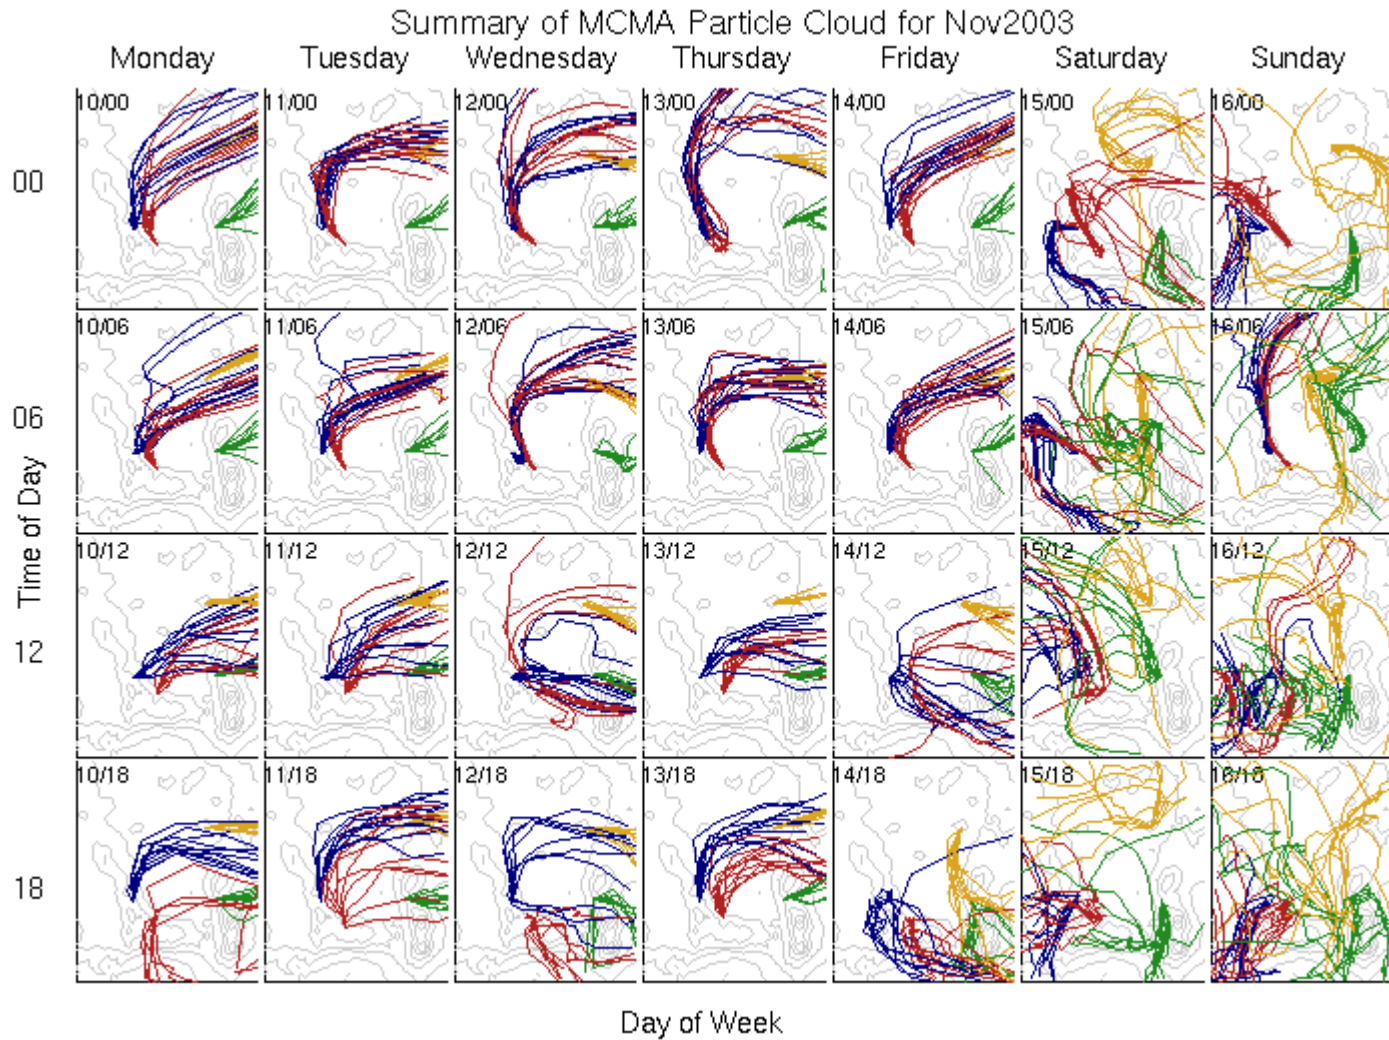 Summary of MCMA Particle Cloud for Nov2003
Monday Tuesday Wednesday Thursday Friday Saturday Sunday
10/00 11/00 12/00 13/00 14/00 15/00 16/00
00
10/06 11/06 12/06 13/06 14/06 15/06 16/06
06
Time of Day
10/12 11/12 12/12 13/12 14/12 15/12 16/12
12
10/18 11/18 12/18 13/18 14/18 15/18 16/18
18
Day of Week